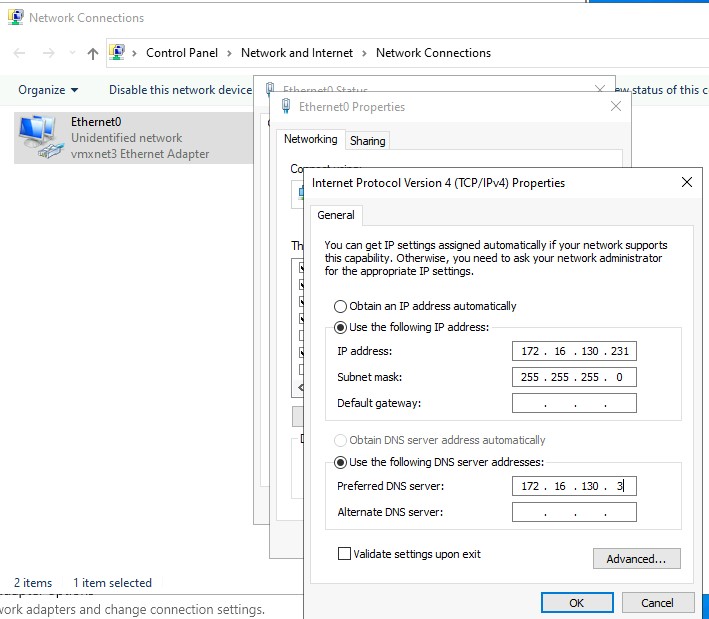 Network Connections
Control Panel > Network and Internet > Network Connections
Organize Disable this network device ew status of this c
Ethernet0
Unidentified network
vmxnet3 Ethernet Adapter
Ethernet0 Status
Ethernet0 Properties
Networking Sharing
Connect using:
Th
Internet Protocol Version 4 (TCP/IPv4) Properties
General
You can get IP settings assigned automatically if your network supports
this capability. Otherwise, you need to ask your network administrator
for the appropriate IP settings.
Obtain an IP address automatically
Use the following IP address:
IP address: 172 . 16 . 130 . 231
Subnet mask: 255 . 255 . 255 . 0
Default gateway: . . .
Obtain DNS server address automatically
Use the following DNS server addresses:
Preferred DNS server: 172 . 16 . 130 . 3
Alternate DNS server: . . .
Validate settings upon exit
Advanced...
OK Cancel
2 items 1 item selected
work adapters and change connection settings.